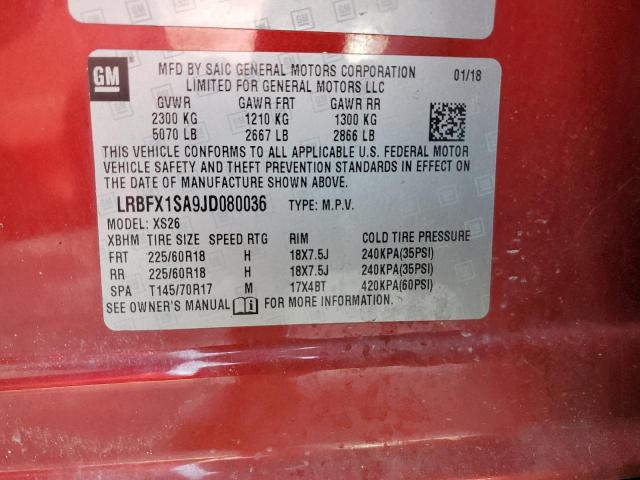 GM
MFD BY SAIC GENERAL MOTORS CORPORATION 01/18
LIMITED FOR GENERAL MOTORS LLC
GVWR GAWR FRT GAWR RR
2300 KG 1210 KG 1300 KG
5070 LB 2667 LB 2866 LB
THIS VEHICLE CONFORMS TO ALL APPLICABLE U.S. FEDERAL MOTOR
VEHICLE SAFETY AND THEFT PREVENTION STANDARDS IN EFFECT ON
THE DATE OF MANUFACTURE SHOWN ABOVE.
LRBFX1SA9JD080036 TYPE: M.P.V.
MODEL: XS26
XBHM TIRE SIZE SPEED RTG RIM COLD TIRE PRESSURE
FRT 225/60R18 H 18X7.5J 240KPA(35PSI)
RR 225/60R18 H 18X7.5J 240KPA(35PSI)
SPA T145/70R17 M 17X4BT 420KPA(60PSI)
SEE OWNER'S MANUAL FOR MORE INFORMATION.